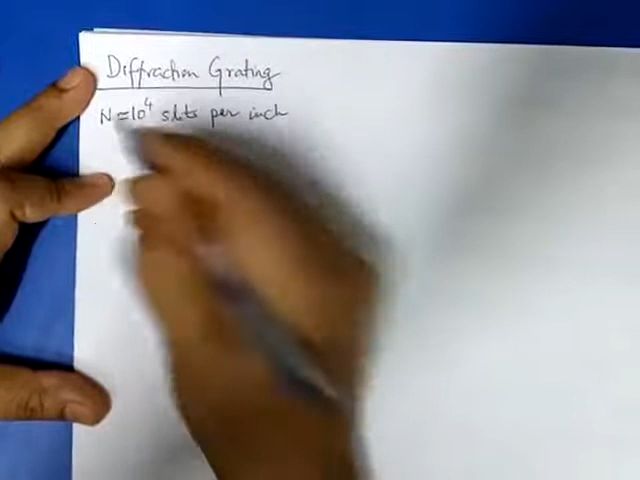 Diffraction Grating
N ≈ 10⁴ slits per inch